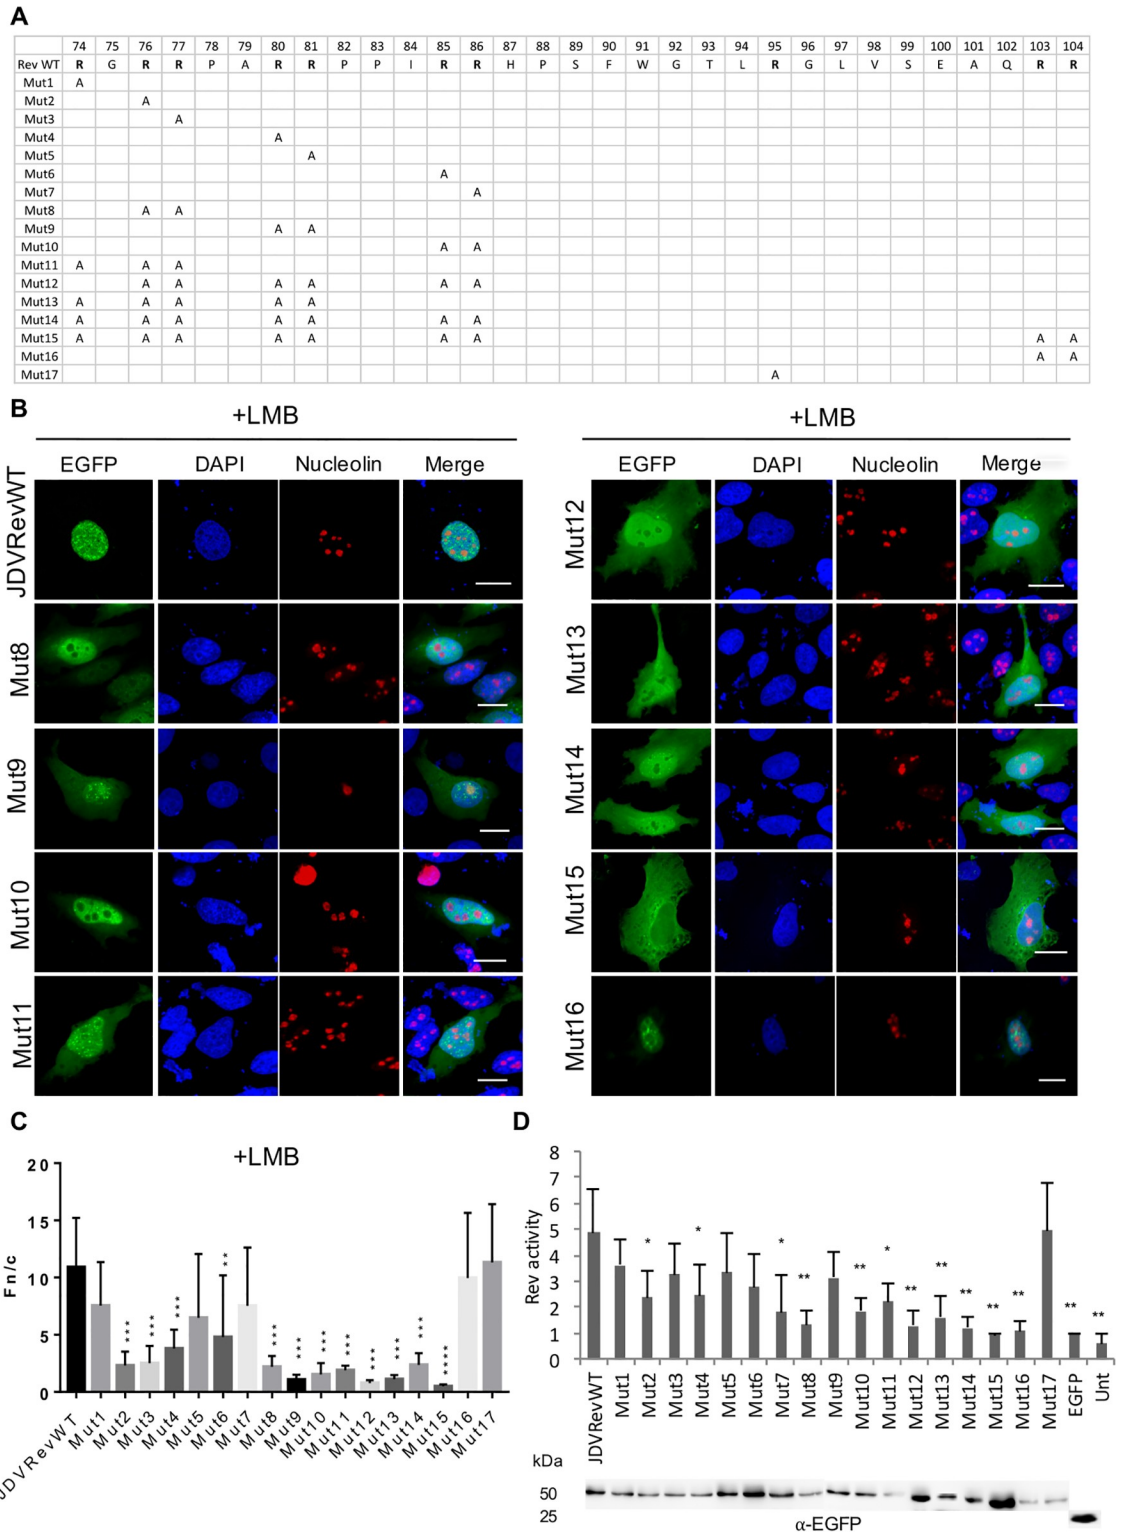 A
74 75 76 77 78 79 80 81 82 83 84 85 86 87 88 89 90 91 92 93 94 95 96 97 98 99 100 101 102 103 104
Rev WT R G R R P A R R P P I R R H P S F W G T L R G L V S E A Q R R
Mut1 A
Mut2 A
Mut3 A
Mut4 A
Mut5 A
Mut6 A
Mut7 A
Mut8 A A
Mut9 A A
Mut10 A A
Mut11 A A A
Mut12 A A A A A A
Mut13 A A A A A
Mut14 A A A A A A A
Mut15 A A A A A A A A A
Mut16 A A
Mut17 A
B
+LMB
EGFP DAPI Nucleolin Merge
JDVRevWT
Mut8
Mut9
Mut10
Mut11
+LMB
EGFP DAPI Nucleolin Merge
Mut12
Mut13
Mut14
Mut15
Mut16
C
+LMB
Fn/c
20
15
10
5
0
***
***
***
**
***
***
***
***
***
***
***
****
JDVRevWT Mut1 Mut2 Mut3 Mut4 Mut5 Mut6 Mut7 Mut8 Mut9 Mut10 Mut11 Mut12 Mut13 Mut14 Mut15 Mut16 Mut17
D
Rev activity
8
7
6
5
4
3
2
1
0
* * * ** ** * ** ** ** ** ** ** **
JDVRevWT Mut1 Mut2 Mut3 Mut4 Mut5 Mut6 Mut7 Mut8 Mut9 Mut10 Mut11 Mut12 Mut13 Mut14 Mut15 Mut16 Mut17 EGFP Unt
kDa
50
25
α-EGFP